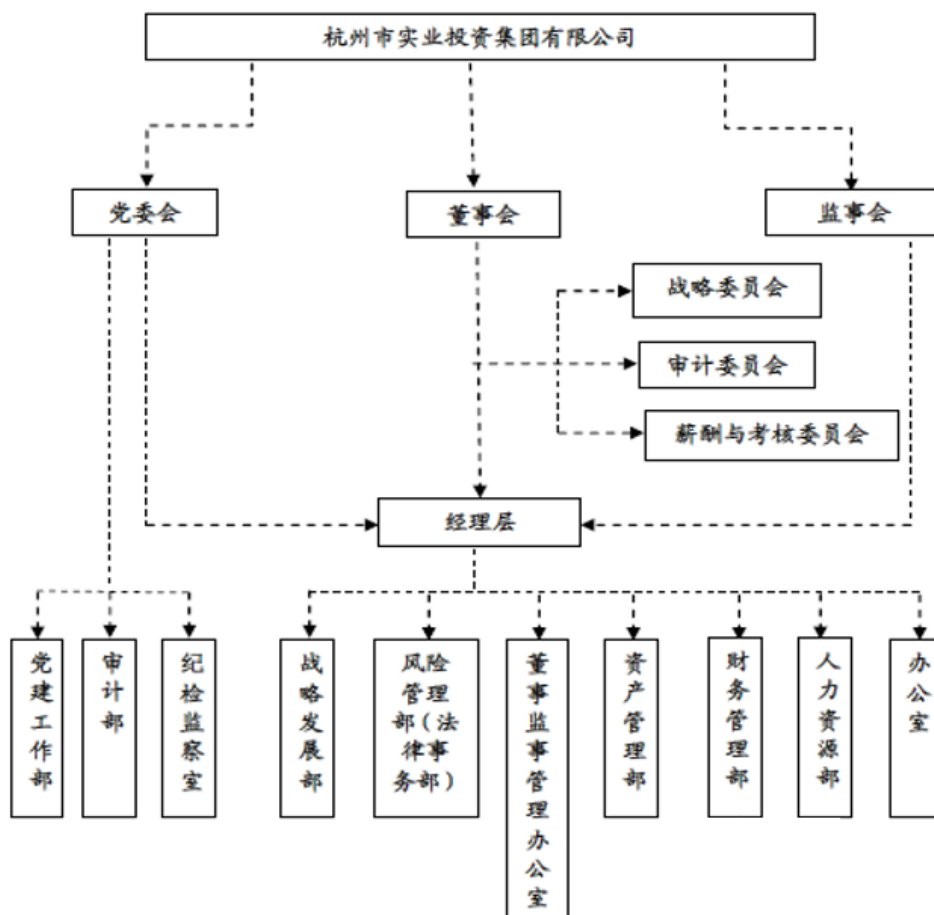 杭州市实业投资集团有限公司
党委会
董事会
监事会
战略委员会
审计委员会
薪酬与考核委员会
经理层
党建工作部
审计部
纪检监察室
战略发展部
风险
管理
部（法
律事
务部）
董事监事管理办公室
资产管理部
财务管理部
人力资源部
办公室